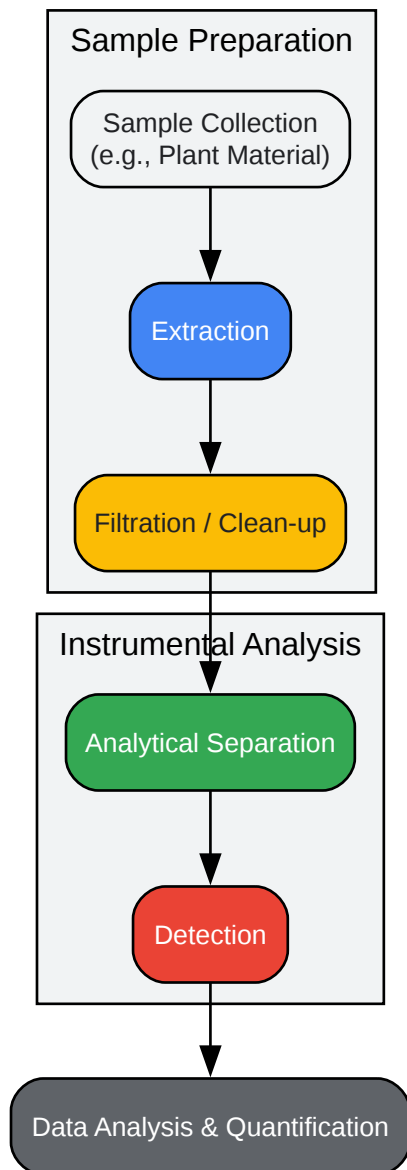 Sample Preparation
Sample Collection
(e.g., Plant Material)
Extraction
Filtration / Clean-up
Instrumental Analysis
Analytical Separation
Detection
Data Analysis & Quantification